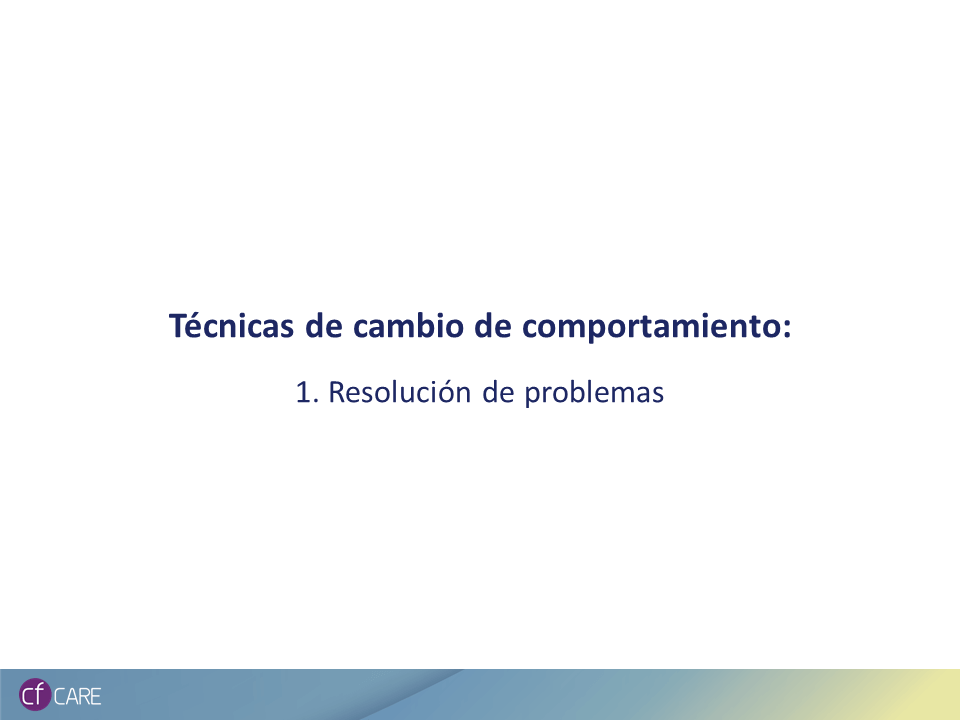 Técnicas de cambio de comportamiento:
1. Resolución de problemas
cf CARE